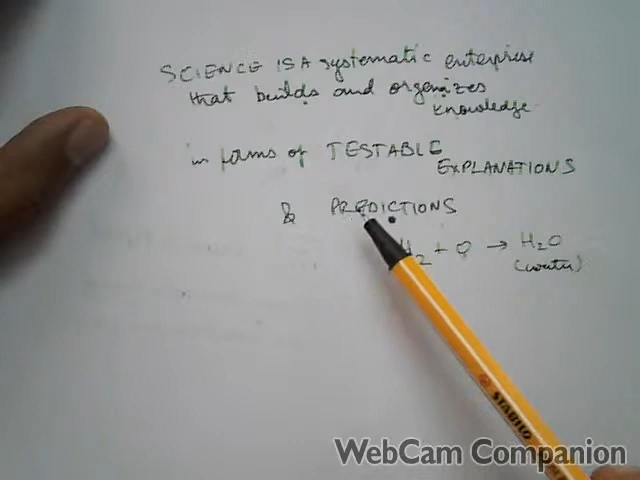 SCIENCE IS A systematic enterprise
that builds and organizes
knowledge
in forms of TESTABLE
EXPLANATIONS
& PREDICTIONS
H2 + O → H2O
(water)
STABILO
WebCam Companion